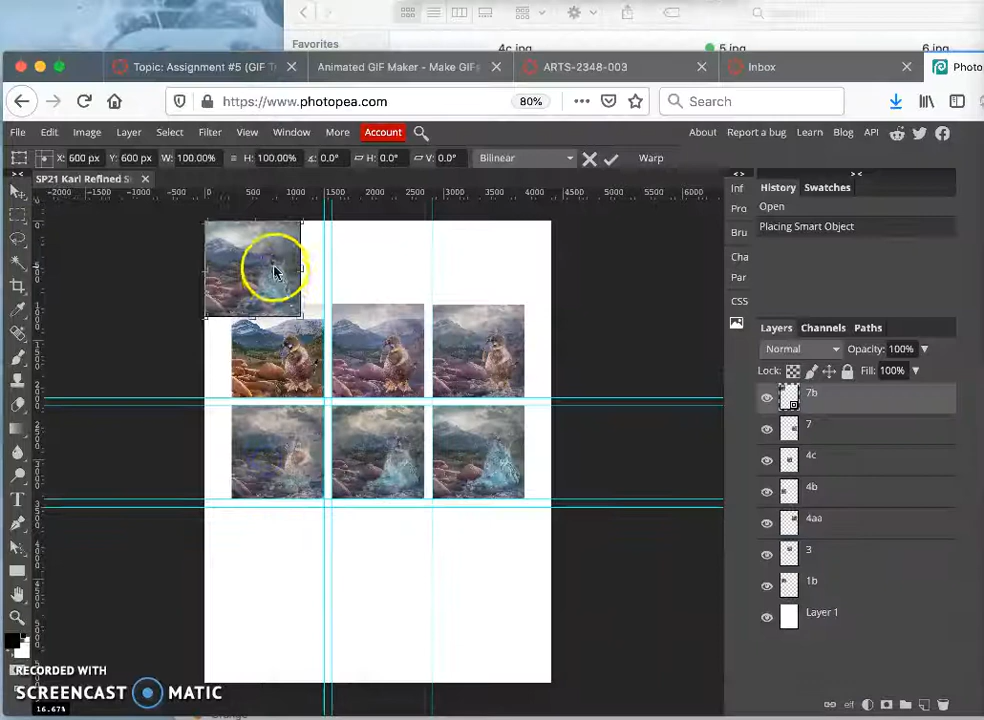 Favorites
4c.jpg
5.jpg
6.jpg
Topic: Assignment #5 (GIF T
Animated GIF Maker - Make GIFs
ARTS-2348-003
Inbox
Photo
https://www.photopea.com
80%
Search
File Edit Image Layer Select Filter View Window More Account
About Report a bug Learn Blog API
X: 600 px Y: 600 px W: 100.00% H: 100.00% 0.0° H: 0.0° V: 0.0° Bilinear Warp
SP21 Karl Refined S
-2000 -1500 -1000 -500 0 500 1000 1500 2000 2500 3000 3500 4000 4500 5000 5500 6000
Inf
Pro
Bru
Cha
Par
CSS
History Swatches
Open
Placing Smart Object
Layers Channels Paths
Normal Opacity: 100%
Lock: Fill: 100%
7b
7
4c
4b
4aa
3
1b
Layer 1
eff
RECORDED WITH
SCREENCAST MATIC
16.67%
Orange